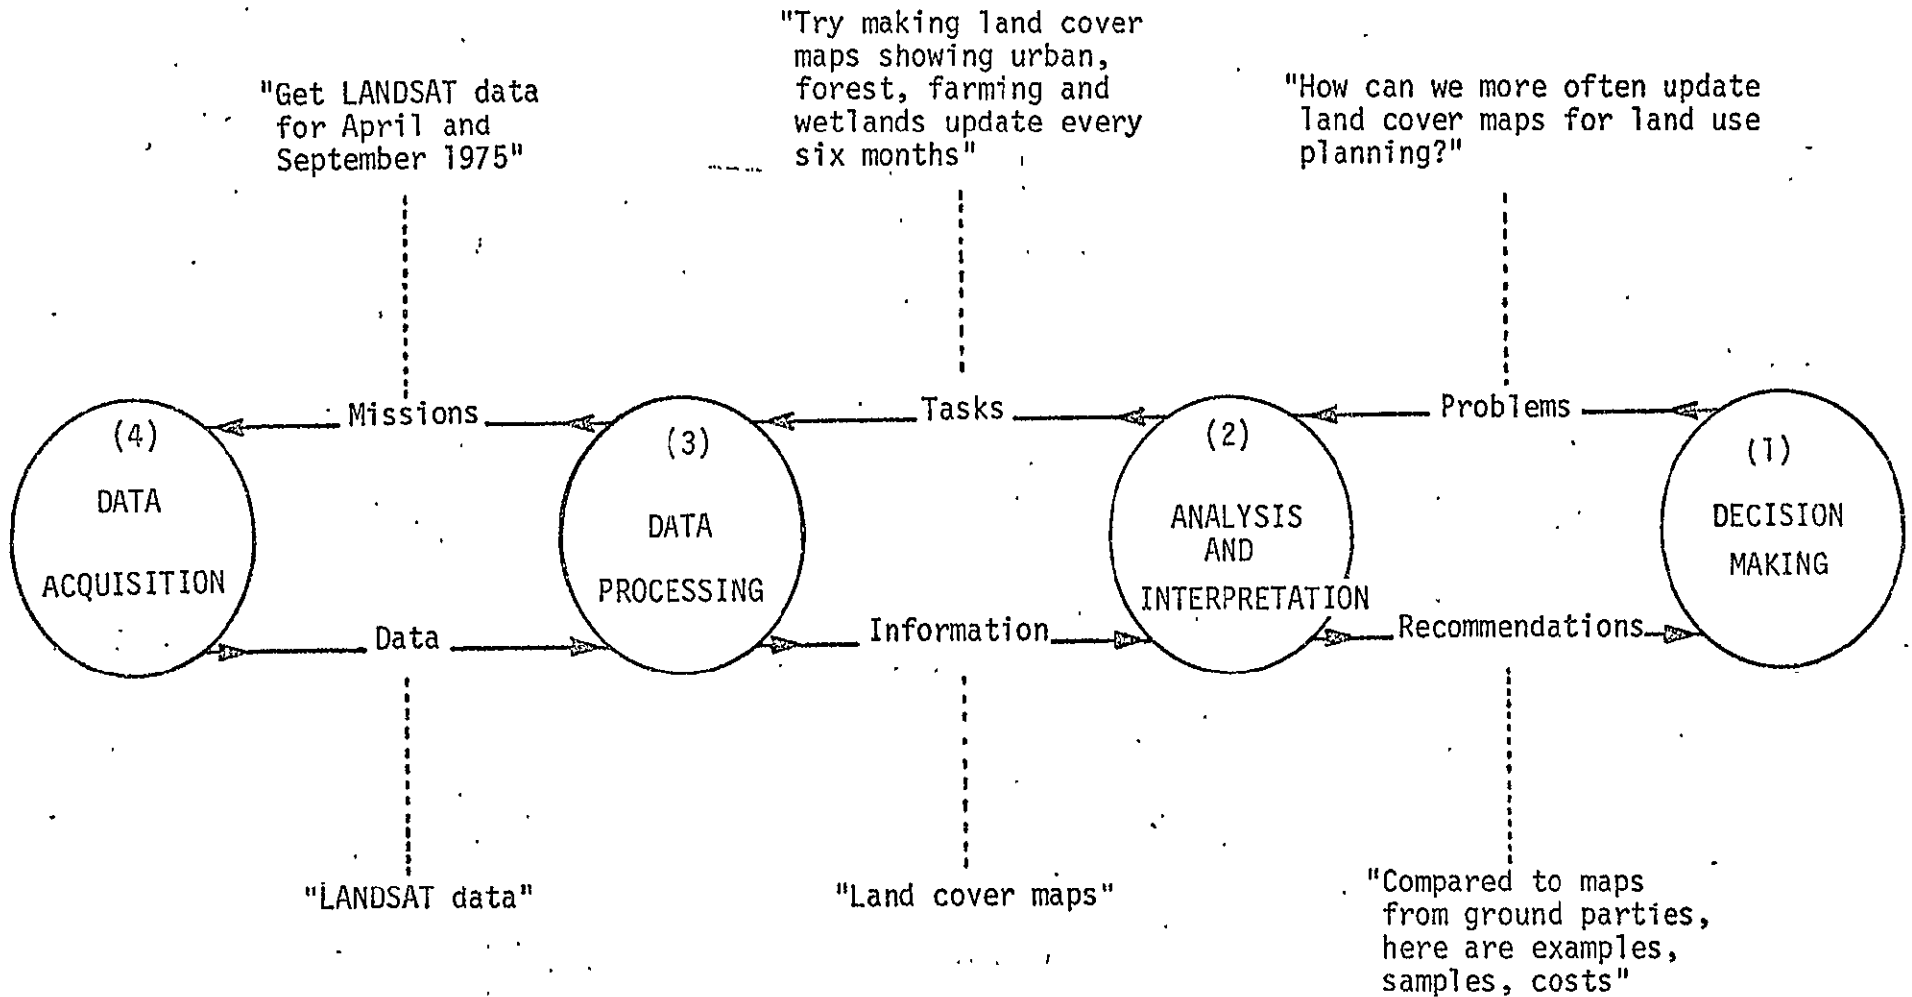 "Get LANDSAT data
for April and
September 1975"
"Try making land cover
maps showing urban,
forest, farming and
wetlands update every
six months"
"How can we more often update
land cover maps for land use
planning?"
Missions
Tasks
Problems
(4)
DATA
ACQUISITION
(3)
DATA
PROCESSING
(2)
ANALYSIS
AND
INTERPRETATION
(1)
DECISION
MAKING
Data
Information
Recommendations
"LANDSAT data"
"Land cover maps"
"Compared to maps
from ground parties,
here are examples,
samples, costs"